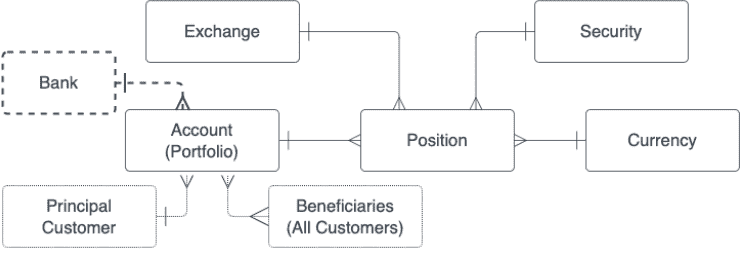 Exchange
Security
Bank
Account
(Portfolio)
Position
Currency
Principal
Customer
Beneficiaries
(All Customers)